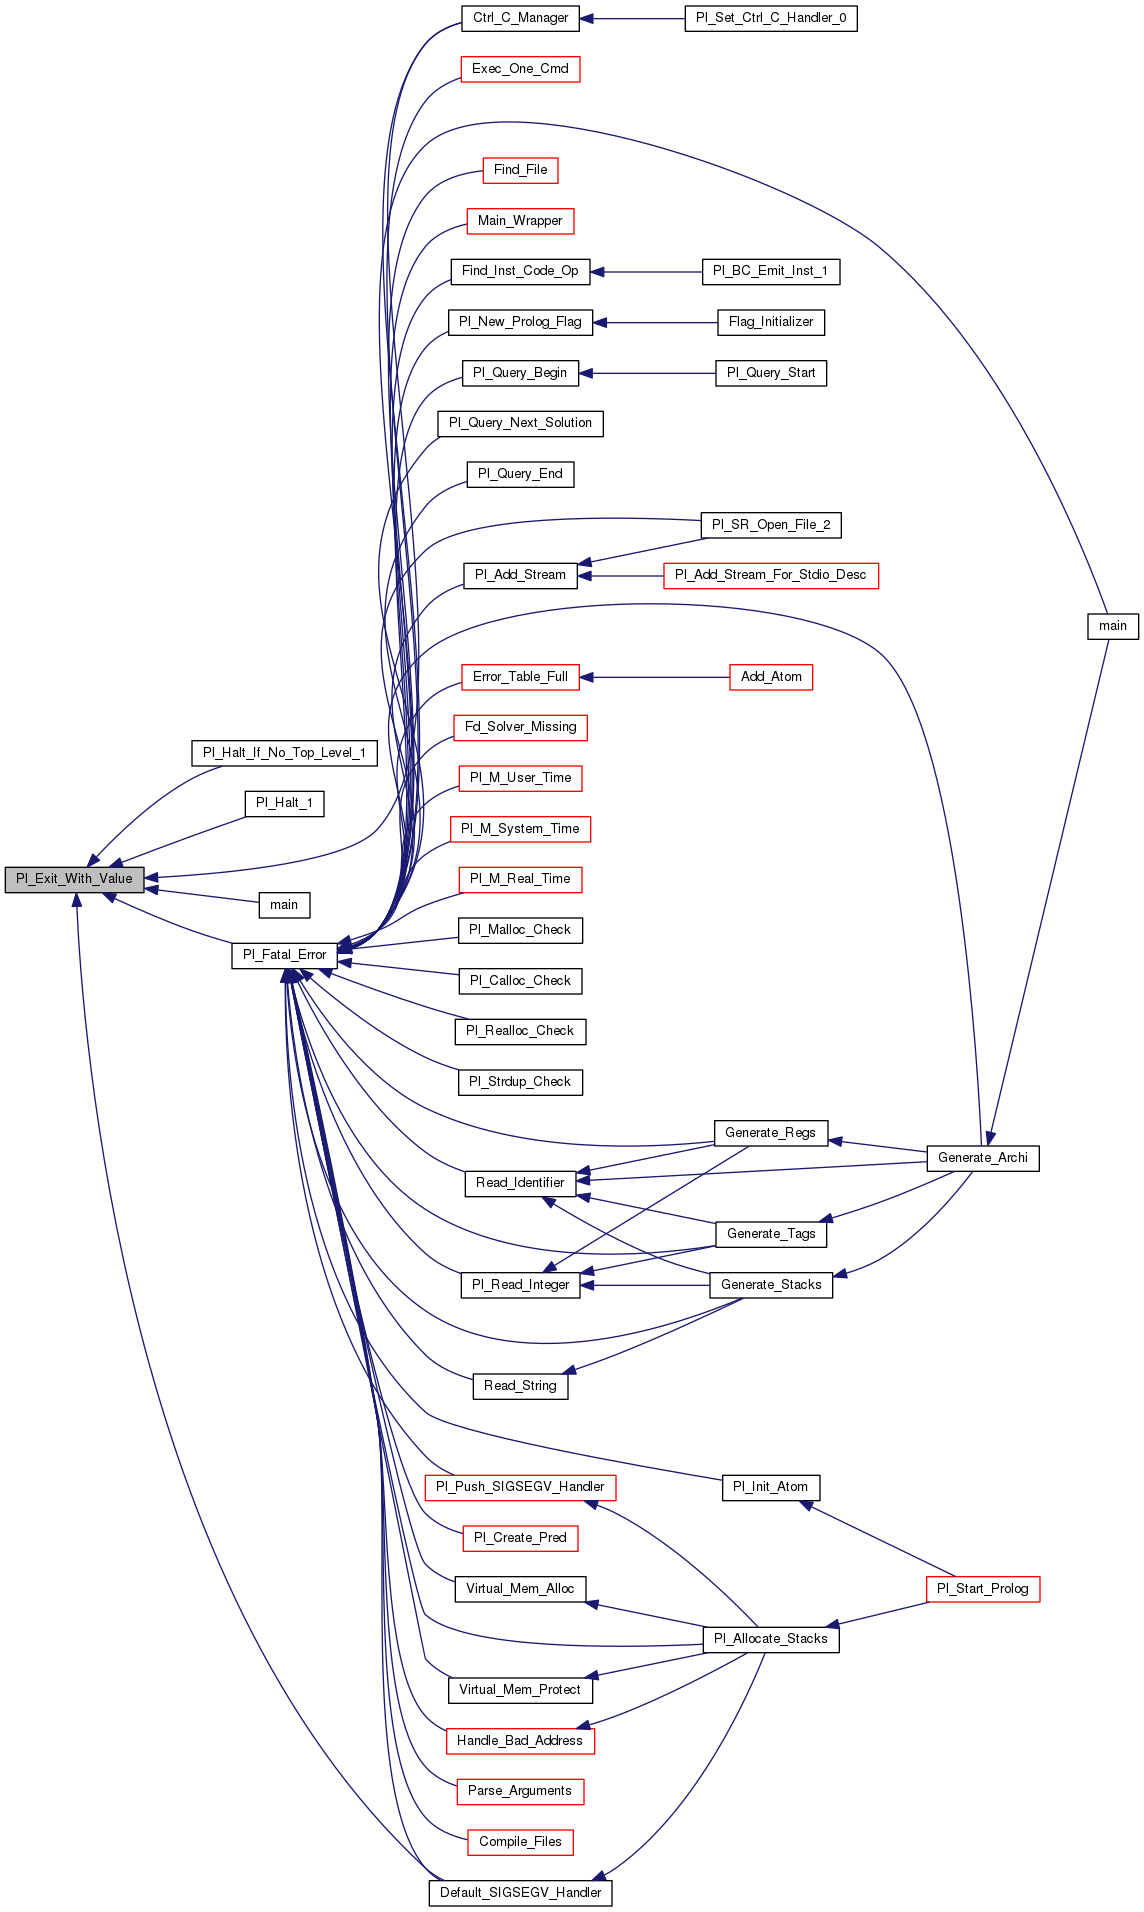 Ctrl_C_Manager
Pl_Set_Ctrl_C_Handler_0
Exec_One_Cmd
Find_File
Main_Wrapper
Find_Inst_Code_Op
Pl_BC_Emit_Inst_1
Pl_New_Prolog_Flag
Flag_Initializer
Pl_Query_Begin
Pl_Query_Start
Pl_Query_Next_Solution
Pl_Query_End
Pl_SR_Open_File_2
Pl_Add_Stream
Pl_Add_Stream_For_Stdio_Desc
main
Error_Table_Full
Add_Atom
Fd_Solver_Missing
Pl_Halt_If_No_Top_Level_1
Pl_M_User_Time
Pl_Halt_1
Pl_M_System_Time
Pl_Exit_With_Value
Pl_M_Real_Time
main
Pl_Malloc_Check
Pl_Fatal_Error
Pl_Calloc_Check
Pl_Realloc_Check
Pl_Strdup_Check
Generate_Regs
Generate_Archi
Read_Identifier
Generate_Tags
Pl_Read_Integer
Generate_Stacks
Read_String
Pl_Push_SIGSEGV_Handler
Pl_Init_Atom
Pl_Create_Pred
Virtual_Mem_Alloc
Pl_Start_Prolog
Pl_Allocate_Stacks
Virtual_Mem_Protect
Handle_Bad_Address
Parse_Arguments
Compile_Files
Default_SIGSEGV_Handler